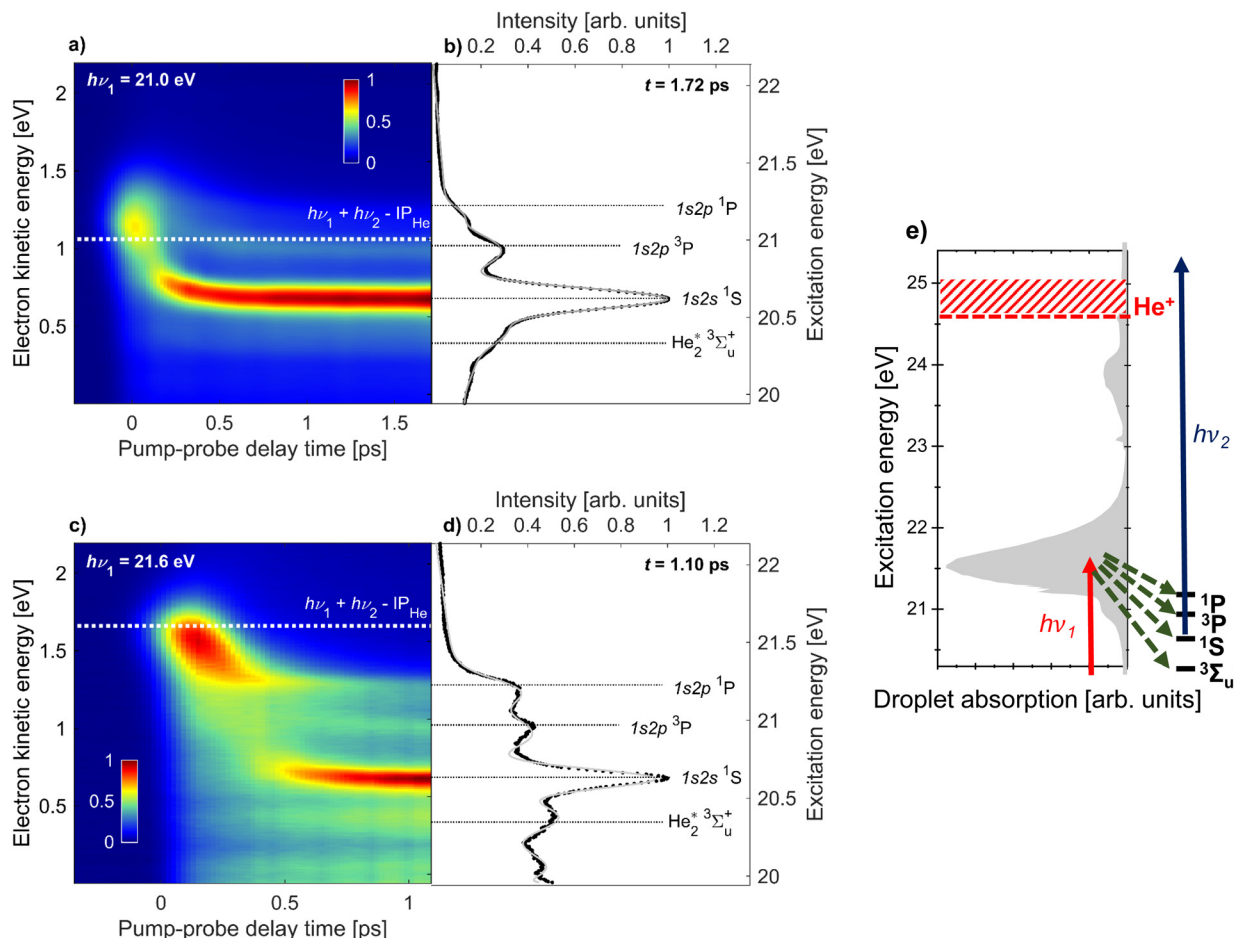 Intensity [arb. units]
a)
b)
0.2 0.4 0.6 0.8 1 1.2
hν₁ = 21.0 eV
t = 1.72 ps
1
0.5
0
2
1.5
1
0.5
Electron kinetic energy [eV]
hν₁ + hν₂ - IP_He
1s2p ¹P
1s2p ³P
1s2s ¹S
He₂* ³Σᵤ⁺
22
21.5
21
20.5
20
Excitation energy [eV]
0 0.5 1 1.5
Pump-probe delay time [ps]
Intensity [arb. units]
c)
d)
0.2 0.4 0.6 0.8 1 1.2
hν₁ = 21.6 eV
t = 1.10 ps
hν₁ + hν₂ - IP_He
2
1.5
1
0.5
Electron kinetic energy [eV]
1
0.5
0
1s2p ¹P
1s2p ³P
1s2s ¹S
He₂* ³Σᵤ⁺
22
21.5
21
20.5
20
Excitation energy [eV]
0 0.5 1
Pump-probe delay time [ps]
e)
25
24
23
22
21
Excitation energy [eV]
He⁺
hν₂
hν₁
¹P
³P
¹S
³Σᵤ
Droplet absorption [arb. units]